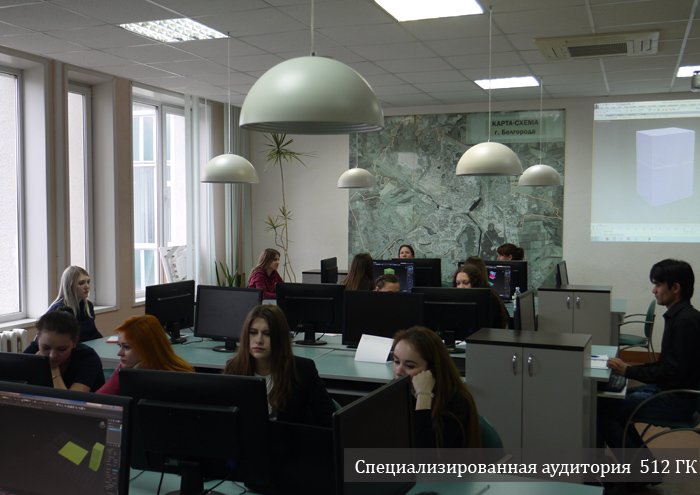 КАРТА-СХЕМА
г. Белгорода
Специализированная аудитория 512 ГК